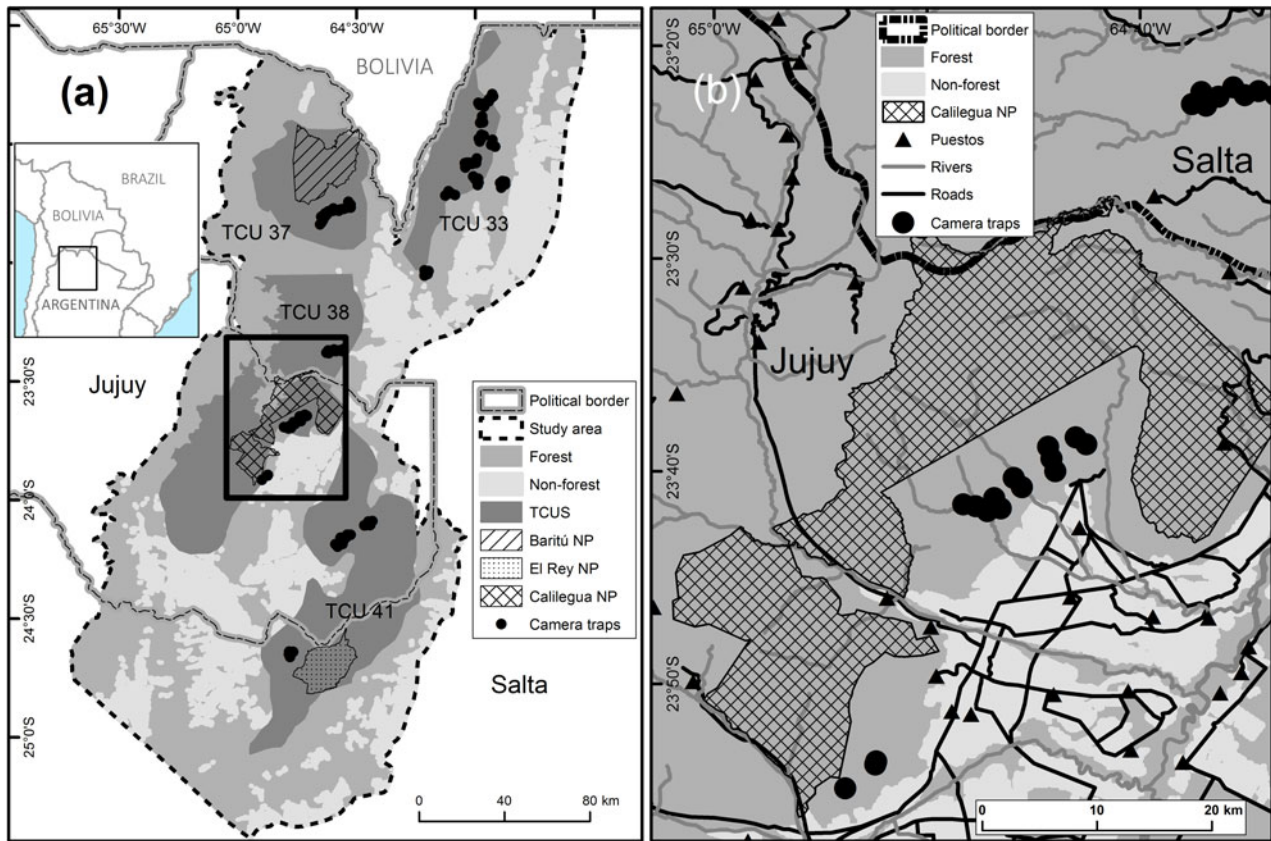 65°30'W
65°0'W
64°30'W
(a)
BOLIVIA
BRAZIL
BOLIVIA
ARGENTINA
TCU 37
TCU 33
TCU 38
23°30'S
Jujuy
24°0'S
24°30'S
TCU 41
Salta
25°0'S
Political border
Study area
Forest
Non-forest
TCUS
Baritú NP
El Rey NP
Calilegua NP
Camera traps
0 40 80 km
65°0'W
64°40'W
23°20'S
(b)
Political border
Forest
Non-forest
Calilegua NP
Puestos
Rivers
Roads
Camera traps
Salta
23°30'S
Jujuy
23°40'S
23°50'S
0 10 20 km